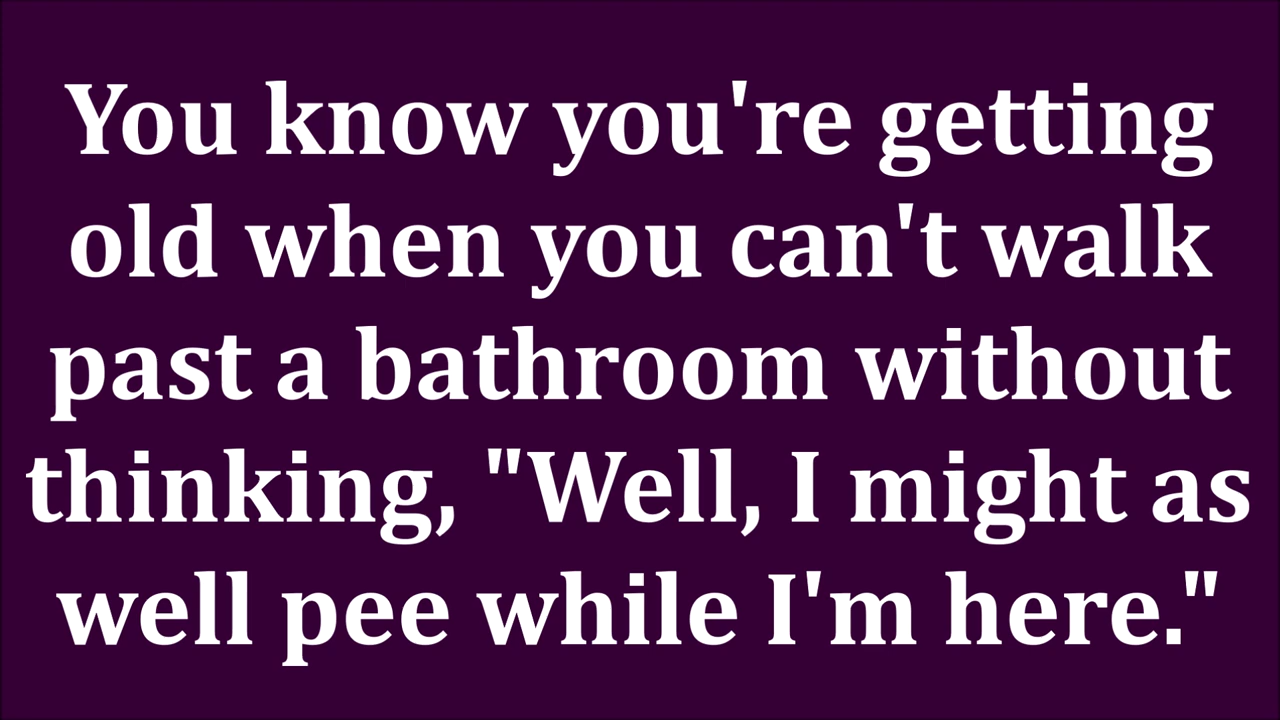 You know you're getting
old when you can't walk
past a bathroom without
thinking, "Well, I might as
well pee while I'm here."